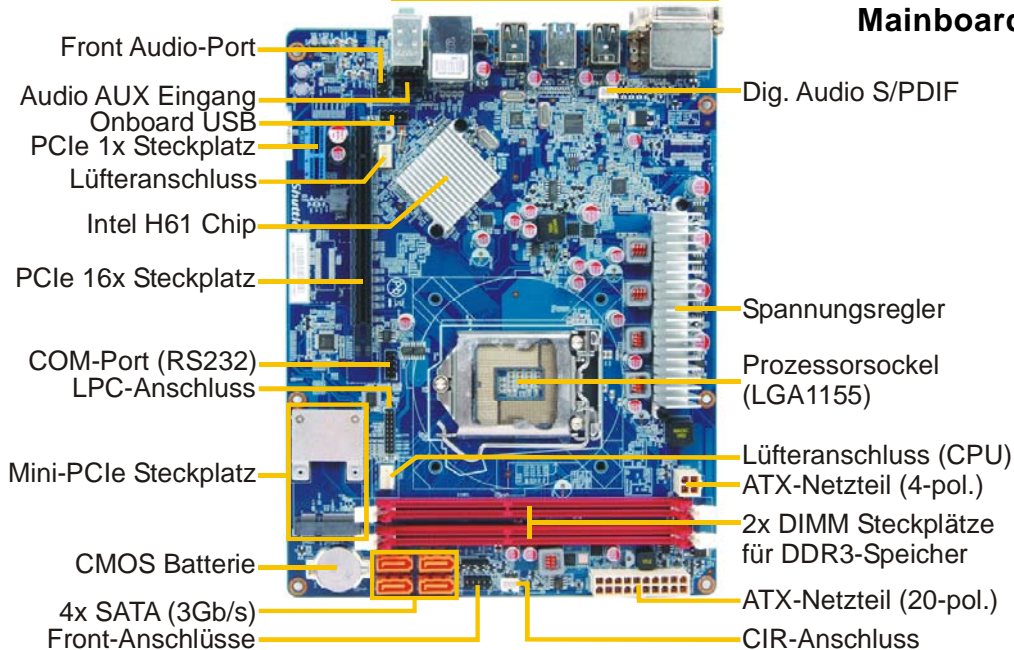 Mainboard
Front Audio-Port
Audio AUX Eingang
Onboard USB
PCIe 1x Steckplatz
Lüfteranschluss
Intel H61 Chip
PCIe 16x Steckplatz
COM-Port (RS232)
LPC-Anschluss
Mini-PCIe Steckplatz
CMOS Batterie
4x SATA (3Gb/s)
Front-Anschlüsse
Dig. Audio S/PDIF
Spannungsregler
Prozessorsockel
(LGA1155)
Lüfteranschluss (CPU)
ATX-Netzteil (4-pol.)
2x DIMM Steckplätze
für DDR3-Speicher
ATX-Netzteil (20-pol.)
CIR-Anschluss